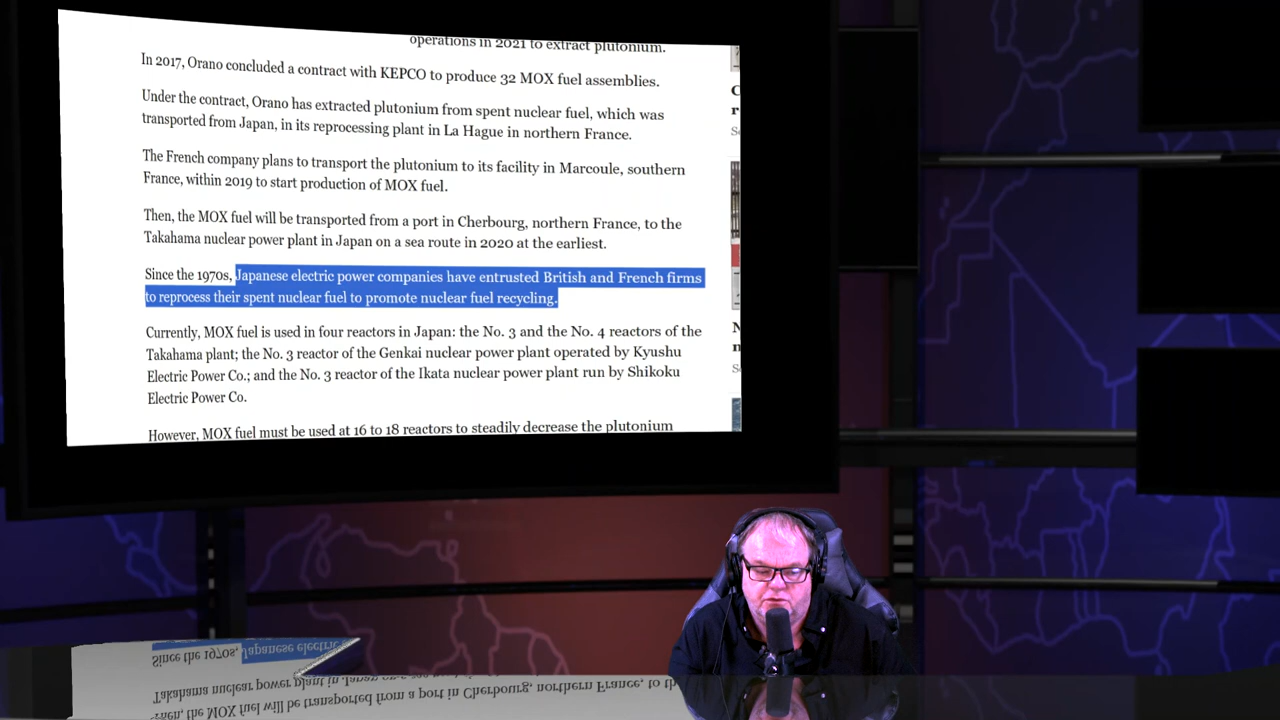 operations in 2021 to extract plutonium.
In 2017, Orano concluded a contract with KEPCO to produce 32 MOX fuel assemblies.
Under the contract, Orano has extracted plutonium from spent nuclear fuel, which was
transported from Japan, in its reprocessing plant in La Hague in northern France.
The French company plans to transport the plutonium to its facility in Marcoule, southern
France, within 2019 to start production of MOX fuel.
Then, the MOX fuel will be transported from a port in Cherbourg, northern France, to the
Takahama nuclear power plant in Japan on a sea route in 2020 at the earliest.
Since the 1970s, Japanese electric power companies have entrusted British and French firms
to reprocess their spent nuclear fuel to promote nuclear fuel recycling.
Currently, MOX fuel is used in four reactors in Japan: the No. 3 and the No. 4 reactors of the
Takahama plant; the No. 3 reactor of the Genkai nuclear power plant operated by Kyushu
Electric Power Co.; and the No. 3 reactor of the Ikata nuclear power plant run by Shikoku
Electric Power Co.
However, MOX fuel must be used at 16 to 18 reactors to steadily decrease the plutonium